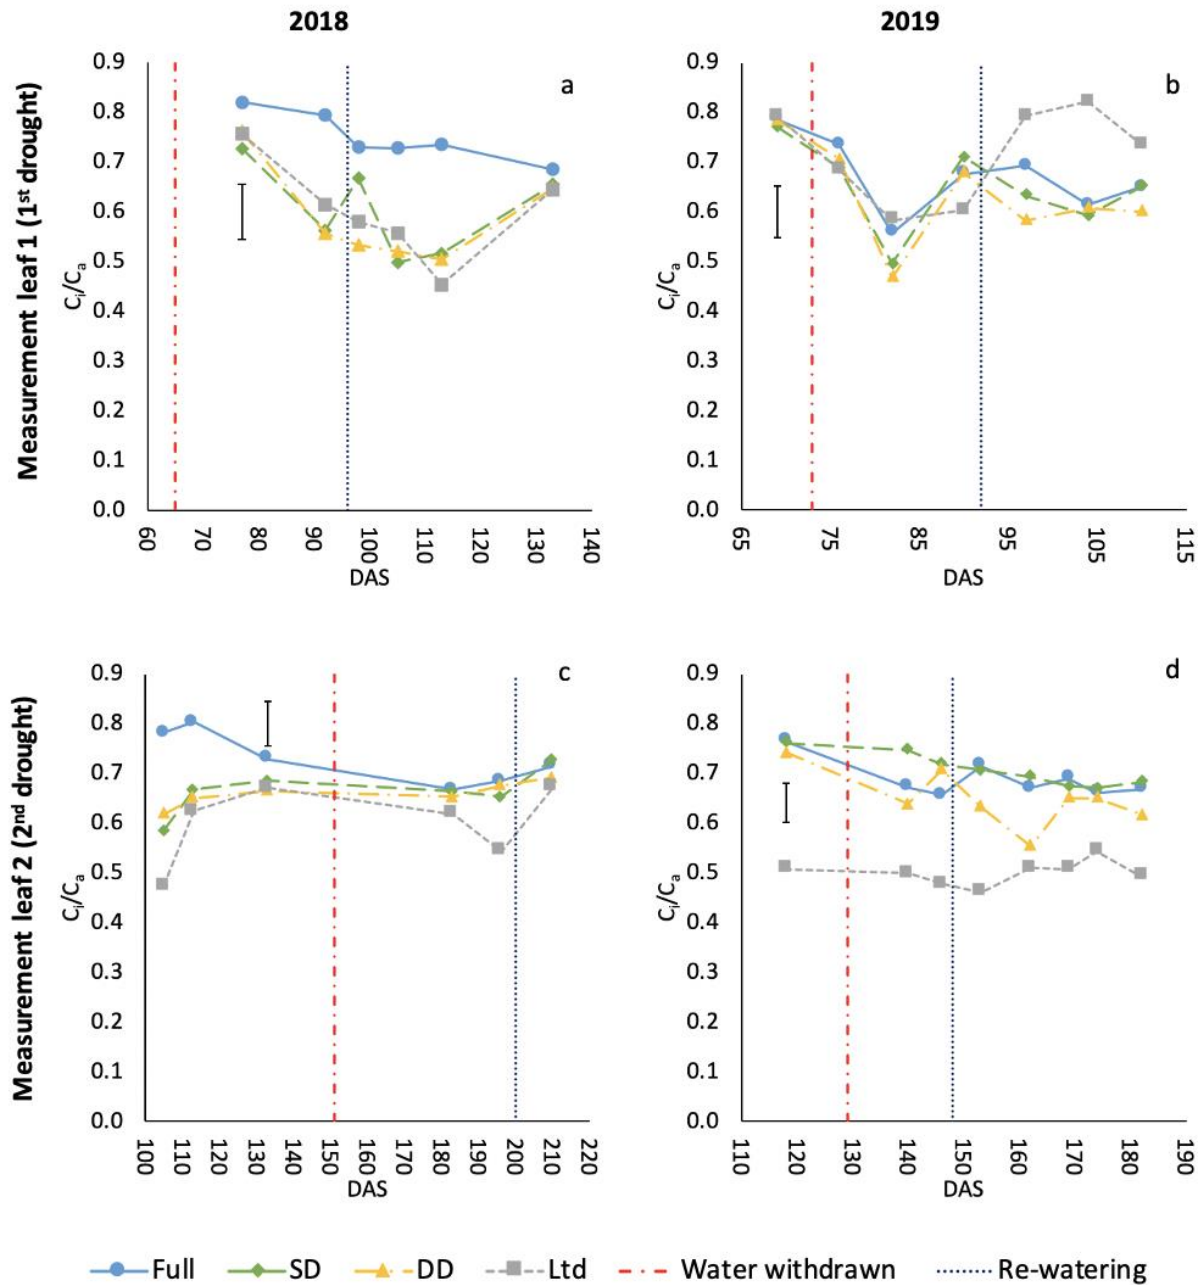 2018
2019
Measurement leaf 1 (1st drought)
a
0.9
0.8
0.7
0.6
0.5
0.4
0.3
0.2
0.1
0.0
Ci/Ca
60 70 80 90 100 110 120 130 140
DAS
b
0.9
0.8
0.7
0.6
0.5
0.4
0.3
0.2
0.1
0.0
Ci/Ca
65 75 85 95 105 115
DAS
Measurement leaf 2 (2nd drought)
c
0.9
0.8
0.7
0.6
0.5
0.4
0.3
0.2
0.1
0.0
Ci/Ca
100 110 120 130 140 150 160 170 180 190 200 210 220
DAS
d
0.9
0.8
0.7
0.6
0.5
0.4
0.3
0.2
0.1
0.0
Ci/Ca
110 120 130 140 150 160 170 180 190
DAS
Full SD DD Ltd Water withdrawn Re-watering